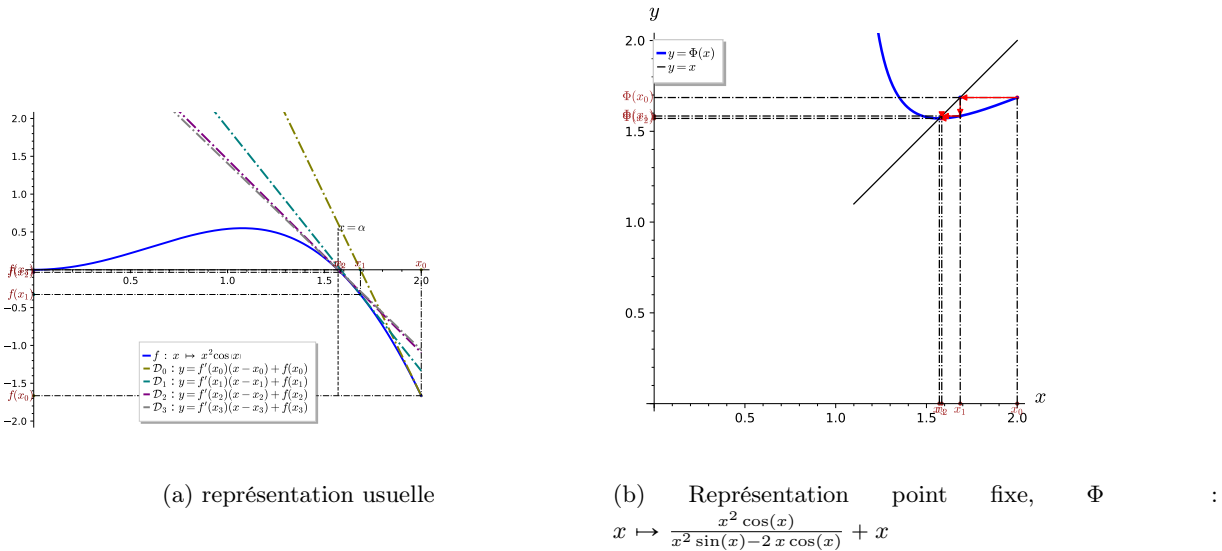 2.0
1.5
1.0
0.5
−0.5
−1.0
−1.5
−2.0
0.5 1.0 1.5 2.0
x = α
x₂ x₁ x₀
f(x₂)
f(x₁)
f(x₀)
f : x ↦ x²cos(x)
𝒟₀ : y = f′(x₀)(x − x₀) + f(x₀)
𝒟₁ : y = f′(x₁)(x − x₁) + f(x₁)
𝒟₂ : y = f′(x₂)(x − x₂) + f(x₂)
𝒟₃ : y = f′(x₃)(x − x₃) + f(x₃)
(a) représentation usuelle
y
2.0
1.5
1.0
0.5
y = Φ(x)
y = x
Φ(x₀)
Φ(x₂)
0.5 1.0 1.5 2.0
x₂ x₁ x₀
x
(b) Représentation point fixe, Φ :
x ↦ x² cos(x) / (x² sin(x)−2 x cos(x)) + x